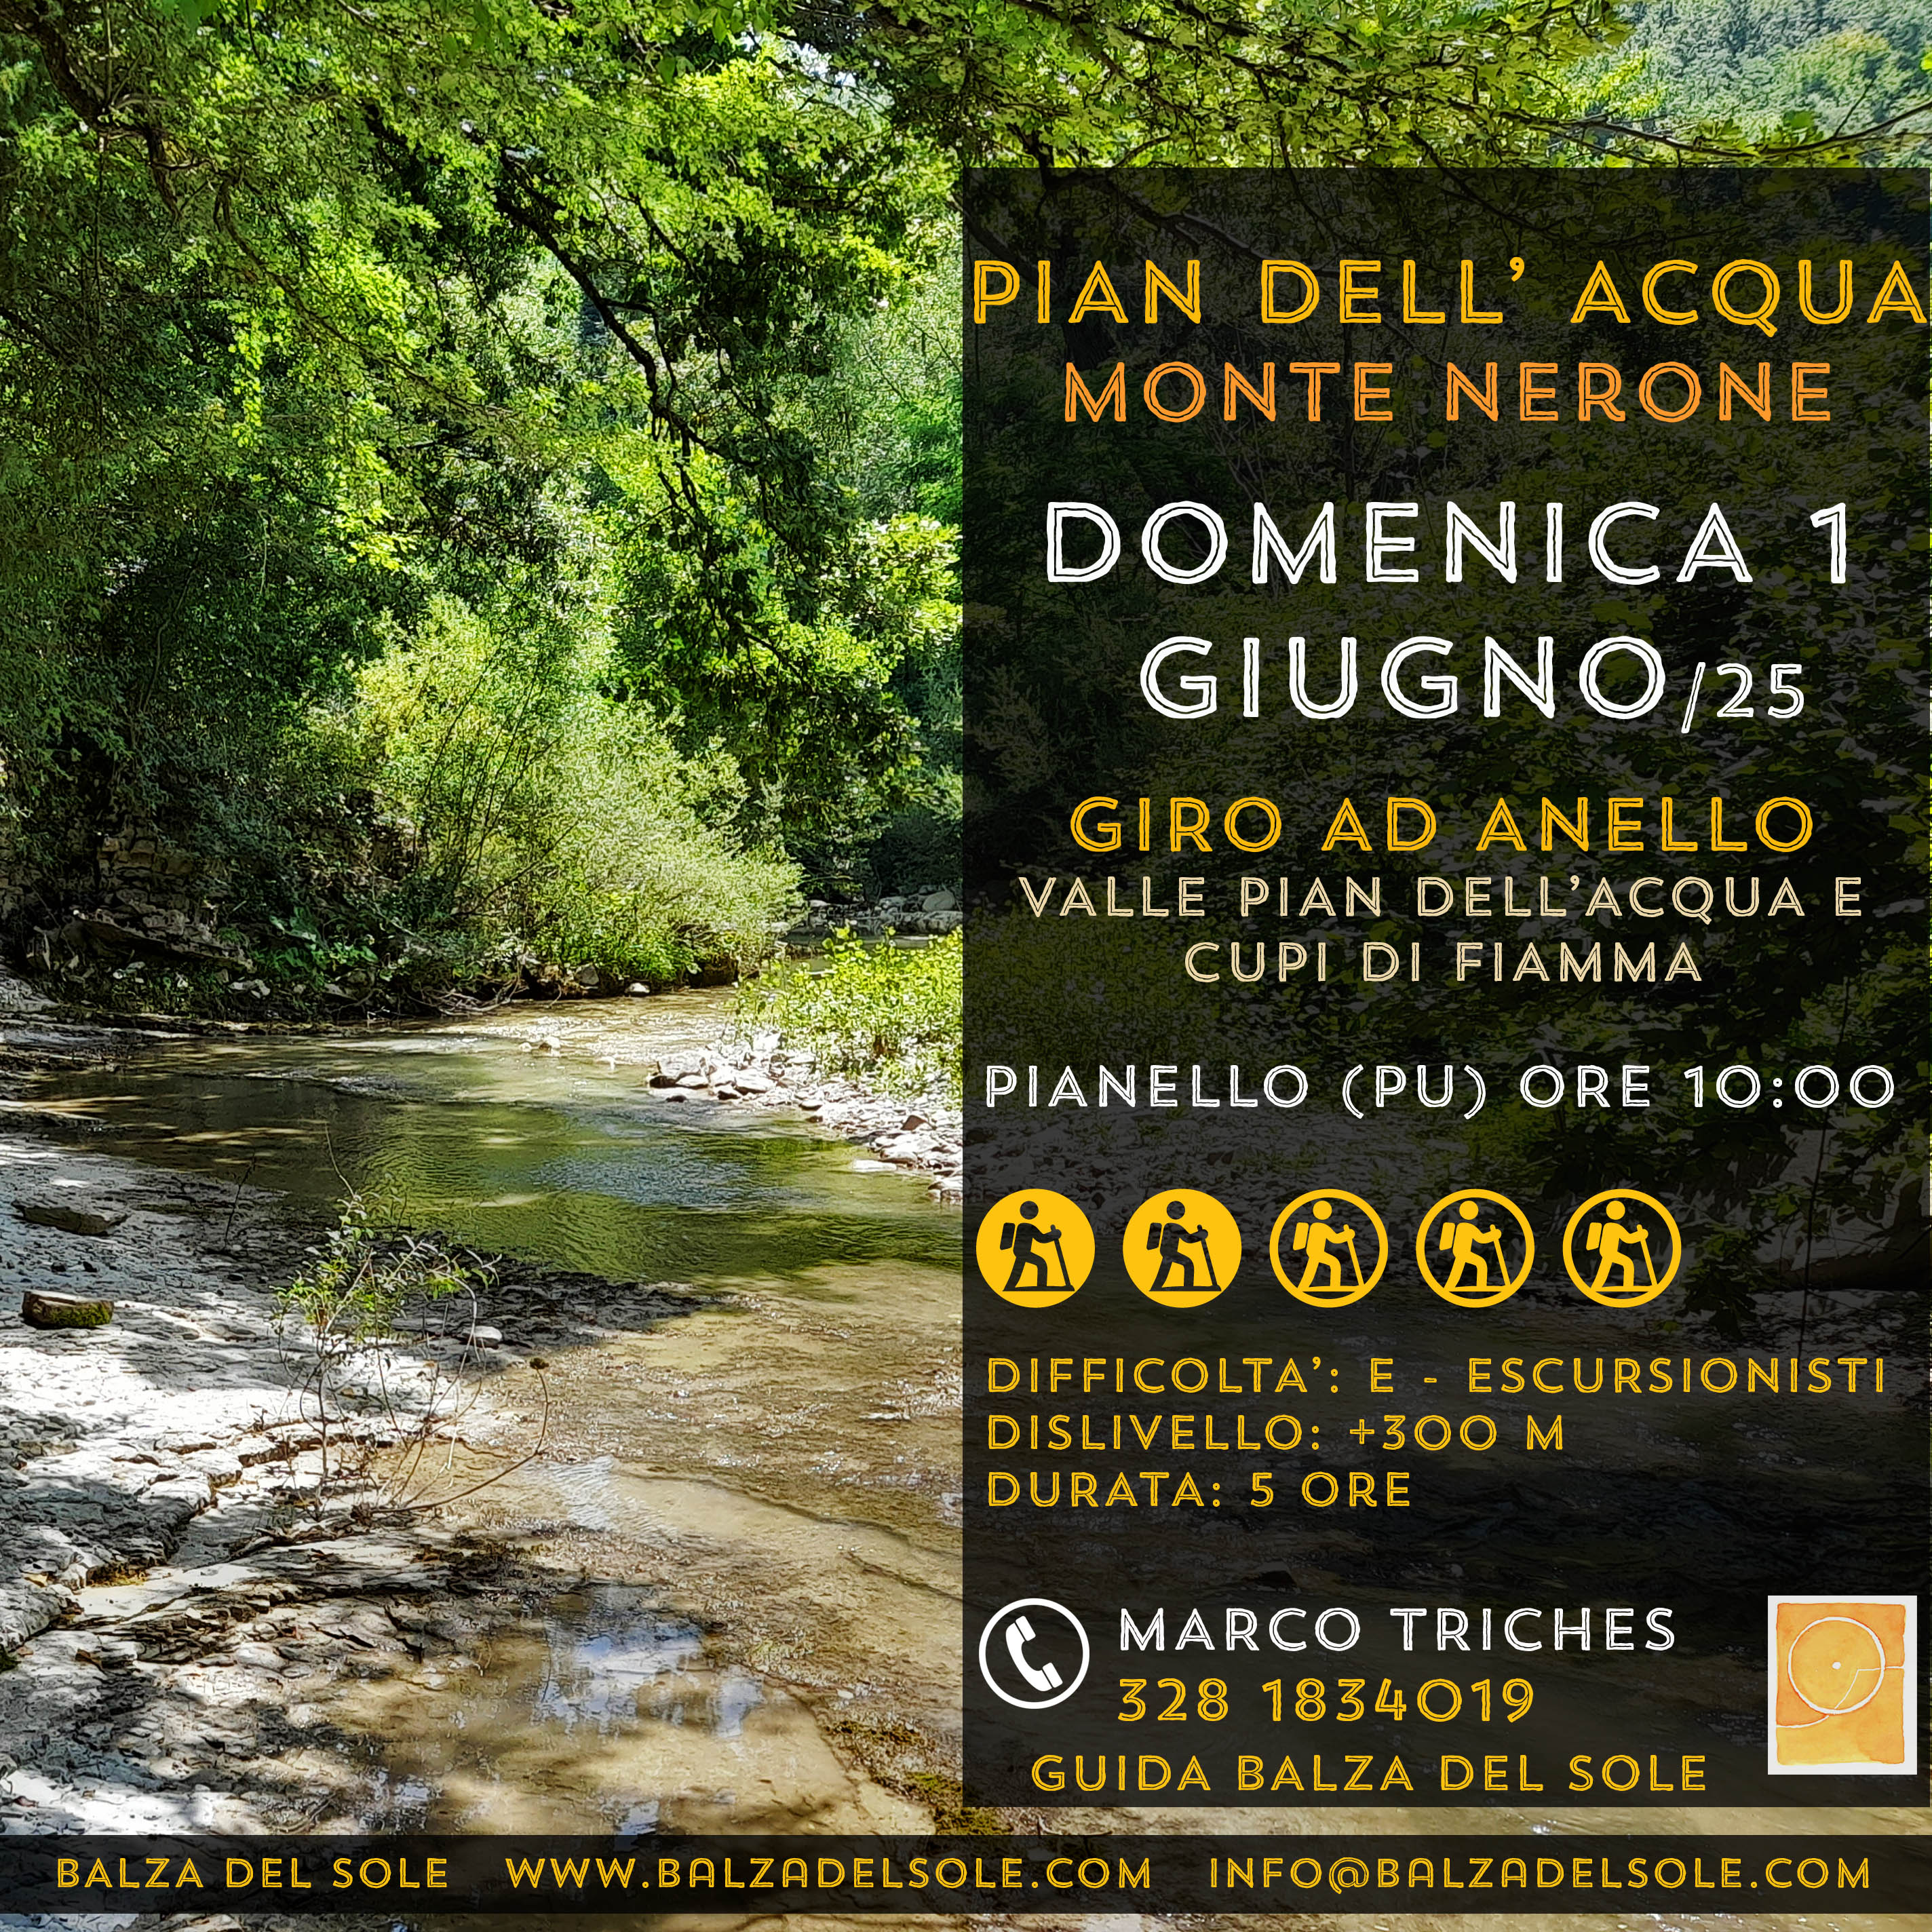 PIAN DELL' ACQUA
MONTE NERONE
DOMENICA 1
GIUGNO/25
GIRO AD ANELLO
VALLE PIAN DELL'ACQUA E
CUPI DI FIAMMA
PIANELLO (PU) ORE 10:00
DIFFICOLTA': E - ESCURSIONISTI
DISLIVELLO: +300 M
DURATA: 5 ORE
MARCO TRICHES
328 1834019
GUIDA BALZA DEL SOLE
BALZA DEL SOLE WWW.BALZADELSOLE.COM INFO@BALZADELSOLE.COM